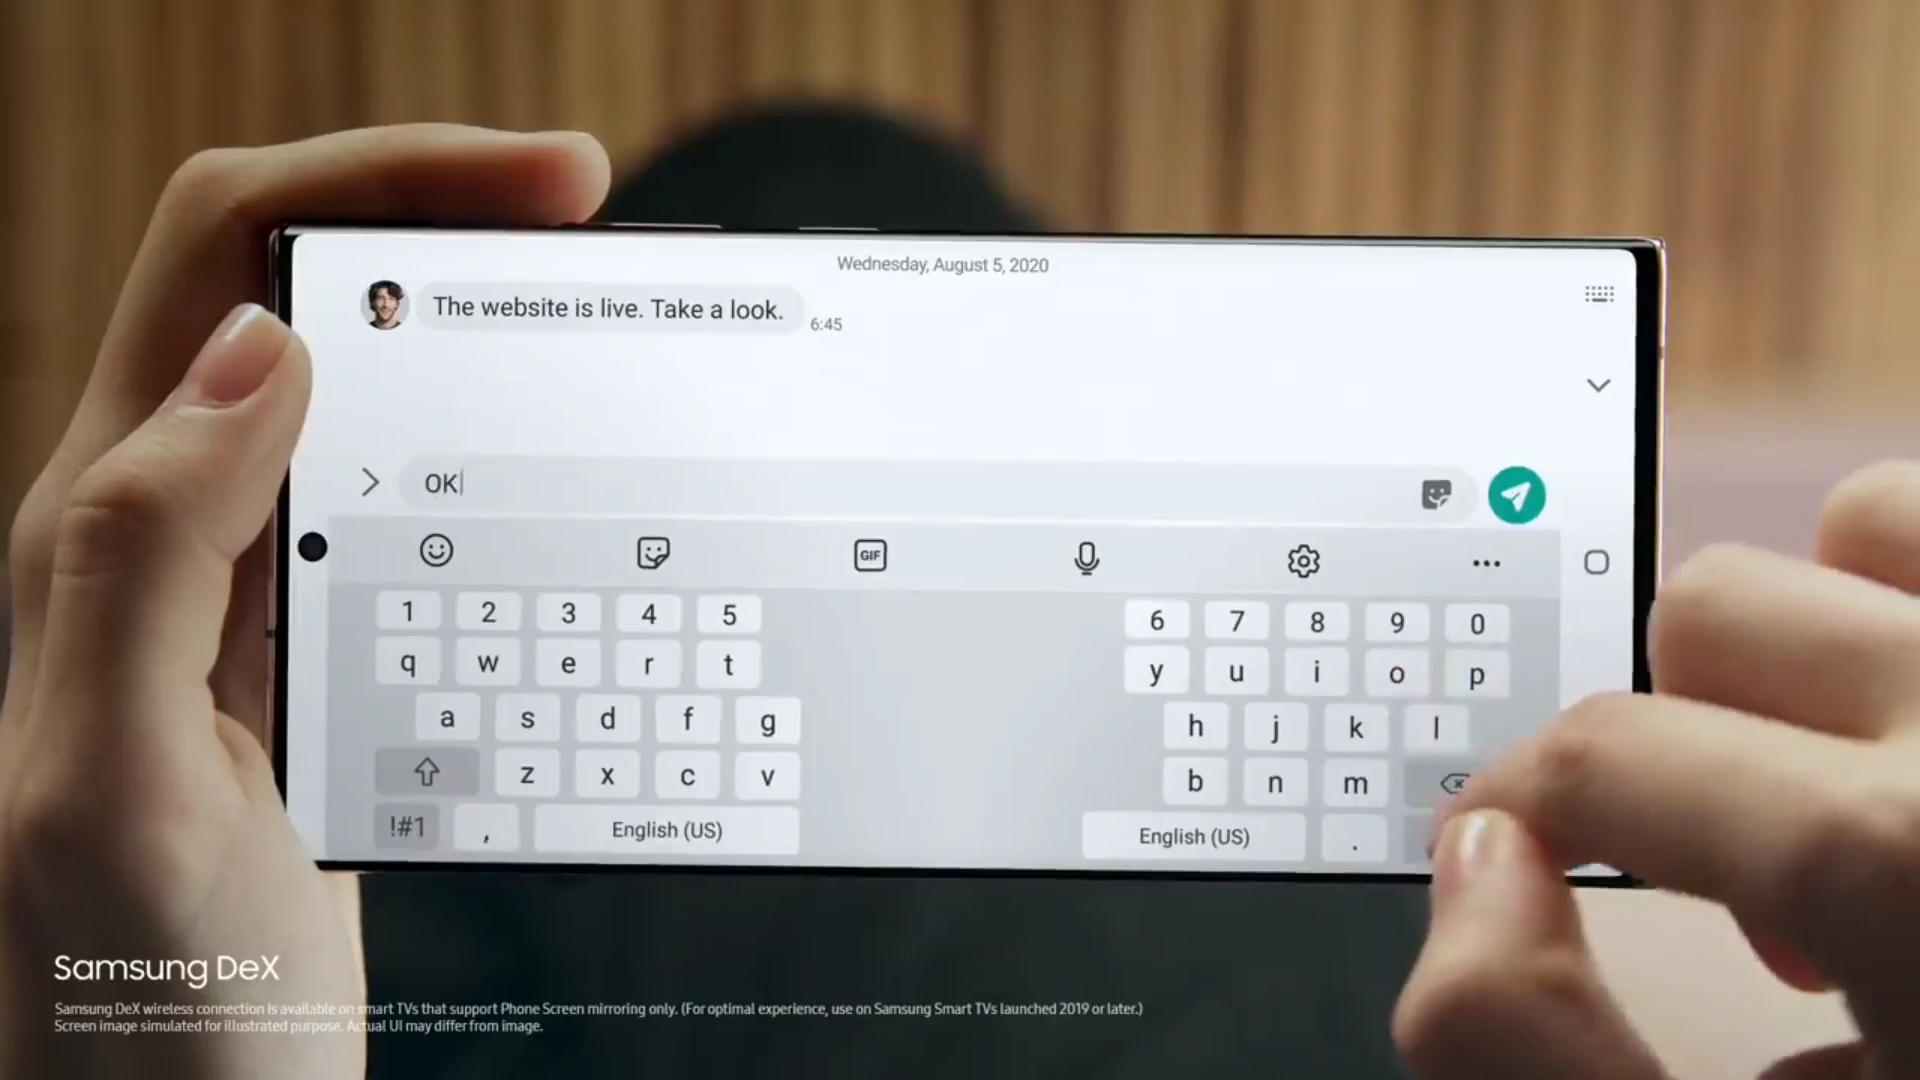 Wednesday, August 5, 2020
The website is live. Take a look.
6:45
OK
GIF
1 2 3 4 5 6 7 8 9 0
q w e r t y u i o p
a s d f g h j k l
z x c v b n m
!#1 , English (US) English (US) .
Samsung DeX
Samsung DeX wireless connection is available on smart TVs that support Phone Screen mirroring only. (For optimal experience, use on Samsung Smart TVs launched 2019 or later.)
Screen image simulated for illustrated purpose. Actual UI may differ from image.